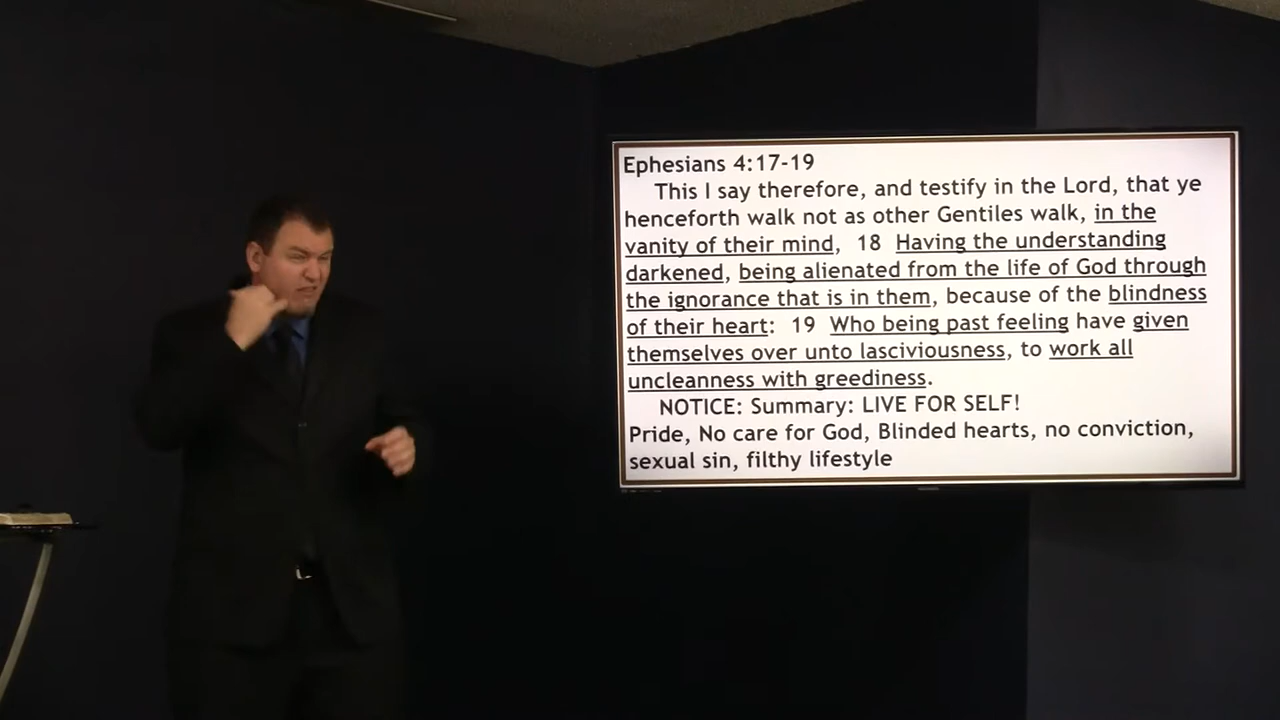 Ephesians 4:17-19
This I say therefore, and testify in the Lord, that ye
henceforth walk not as other Gentiles walk, in the
vanity of their mind, 18 Having the understanding
darkened, being alienated from the life of God through
the ignorance that is in them, because of the blindness
of their heart: 19 Who being past feeling have given
themselves over unto lasciviousness, to work all
uncleanness with greediness.
NOTICE: Summary: LIVE FOR SELF!
Pride, No care for God, Blinded hearts, no conviction,
sexual sin, filthy lifestyle